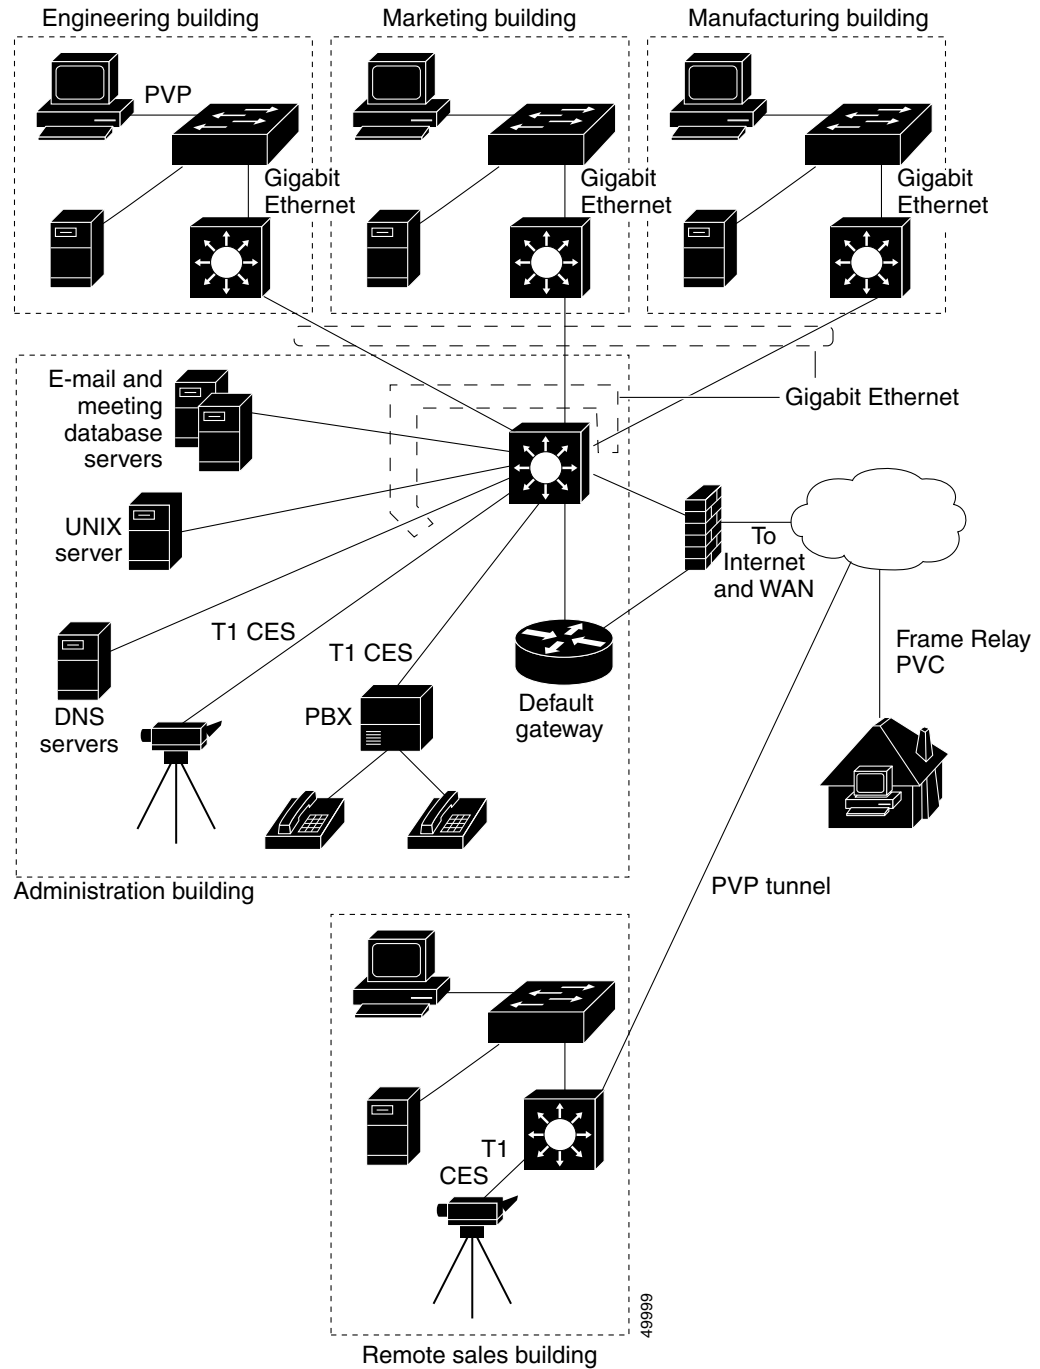 Engineering building
Marketing building
Manufacturing building
PVP
Gigabit
Ethernet
Gigabit
Ethernet
Gigabit
Ethernet
E-mail and
meeting
database
servers
Gigabit Ethernet
UNIX
server
To
Internet
and WAN
T1 CES
T1 CES
Frame Relay
PVC
DNS
servers
PBX
Default
gateway
Administration building
PVP tunnel
T1
CES
49999
Remote sales building